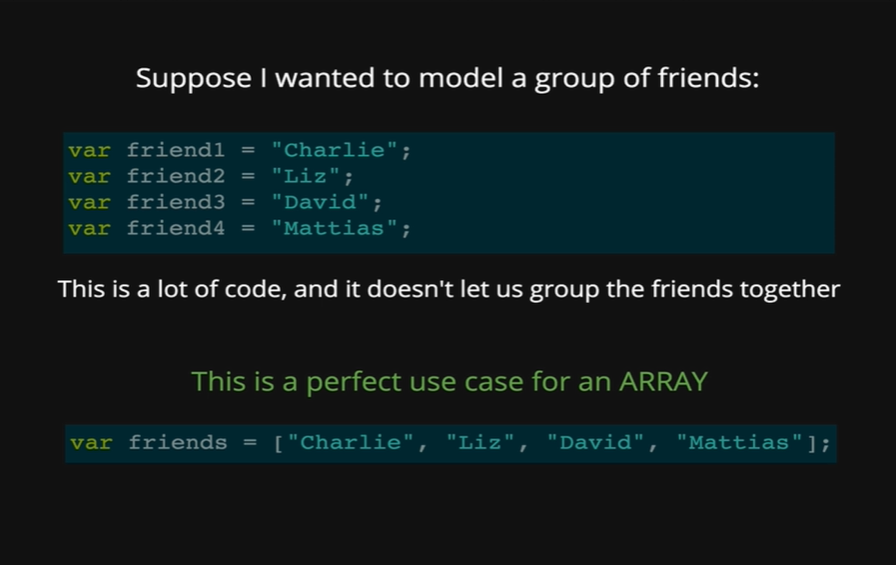 Suppose I wanted to model a group of friends:
var friend1 = "Charlie";
var friend2 = "Liz";
var friend3 = "David";
var friend4 = "Mattias";
This is a lot of code, and it doesn't let us group the friends together
This is a perfect use case for an ARRAY
var friends = ["Charlie", "Liz", "David", "Mattias"];